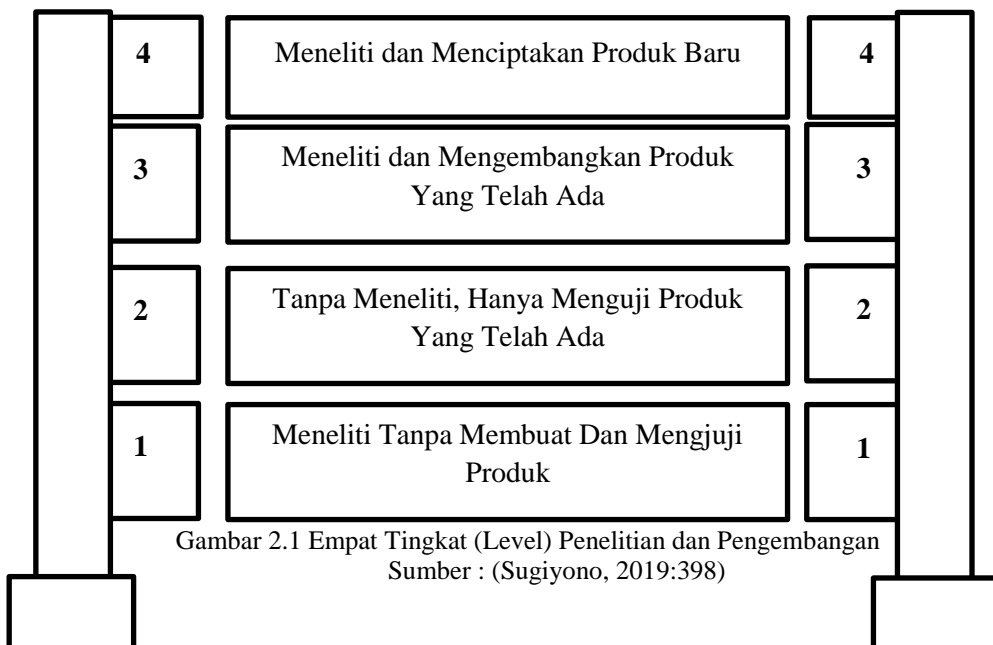 4 Meneliti dan Menciptakan Produk Baru 4
3 Meneliti dan Mengembangkan Produk 3
Yang Telah Ada
2 Tanpa Meneliti, Hanya Menguji Produk 2
Yang Telah Ada
1 Meneliti Tanpa Membuat Dan Mengjuji 1
Produk
Gambar 2.1 Empat Tingkat (Level) Penelitian dan Pengembangan
Sumber : (Sugiyono, 2019:398)